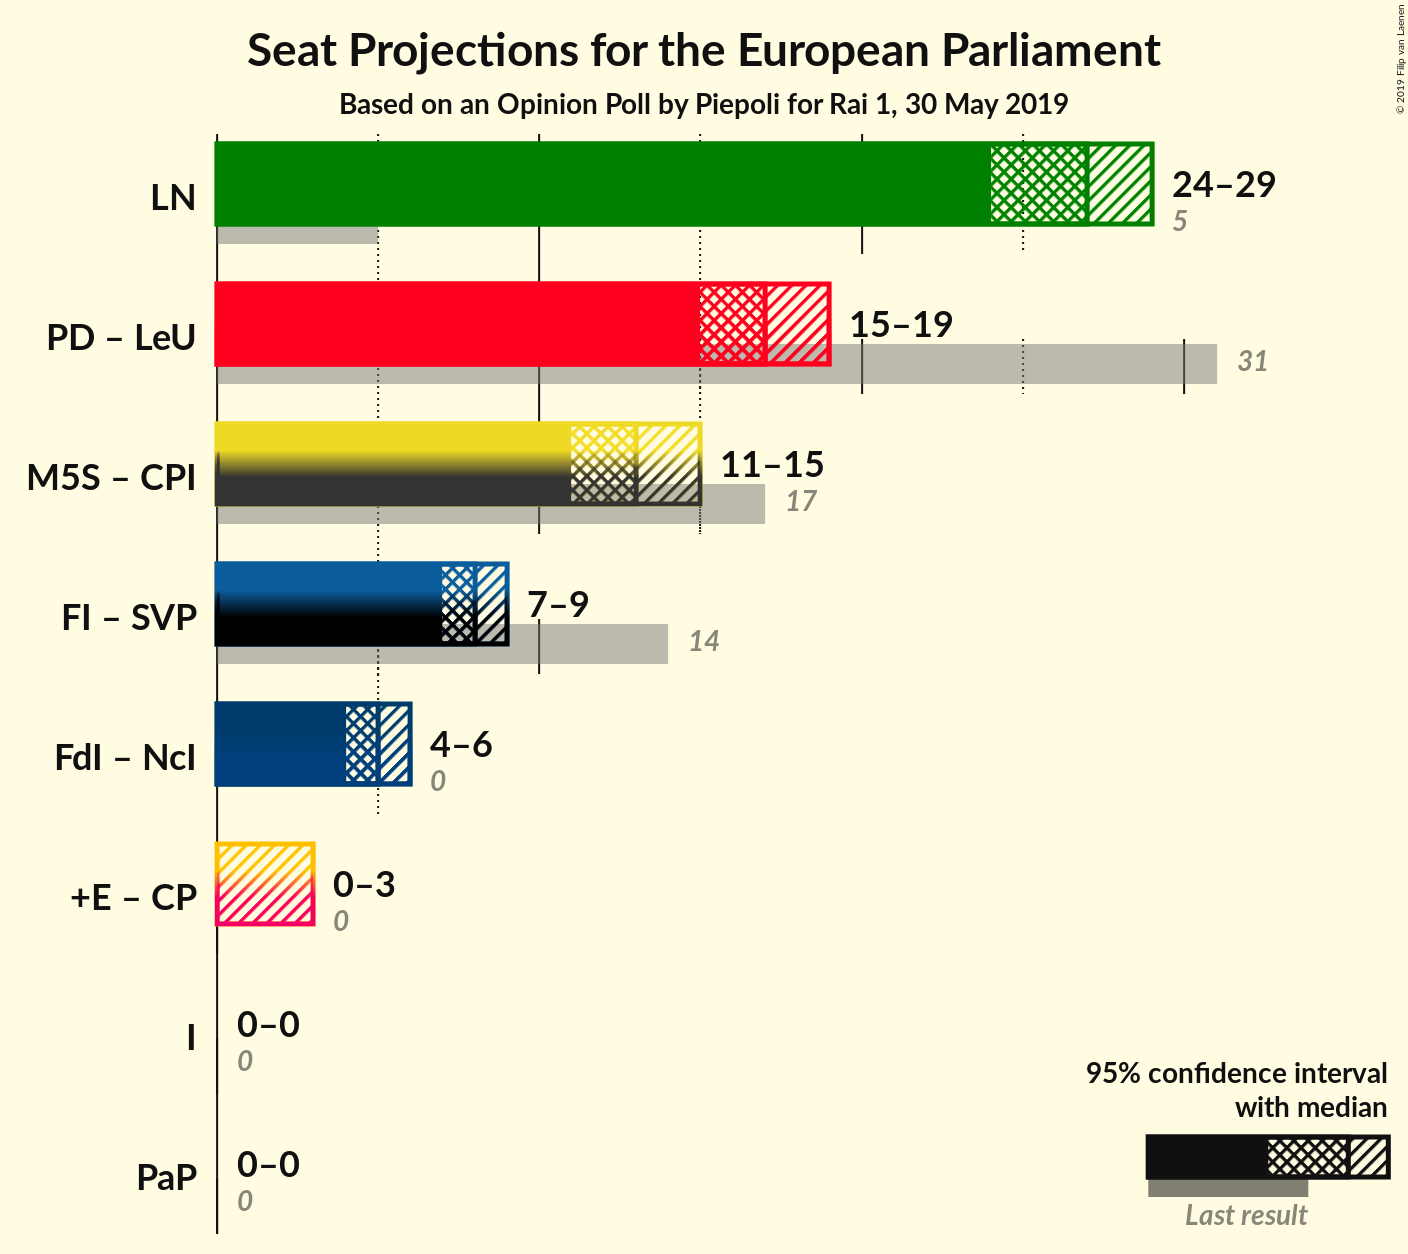 Seat Projections for the European Parliament
Based on an Opinion Poll by Piepoli for Rai 1, 30 May 2019
© 2019 Filip van Laenen
LN
24–29
5
PD – LeU
15–19
31
M5S – CPI
11–15
17
FI – SVP
7–9
14
FdI – NcI
4–6
0
+E – CP
0–3
0
I
0–0
0
PaP
0–0
0
95% confidence interval
with median
Last result